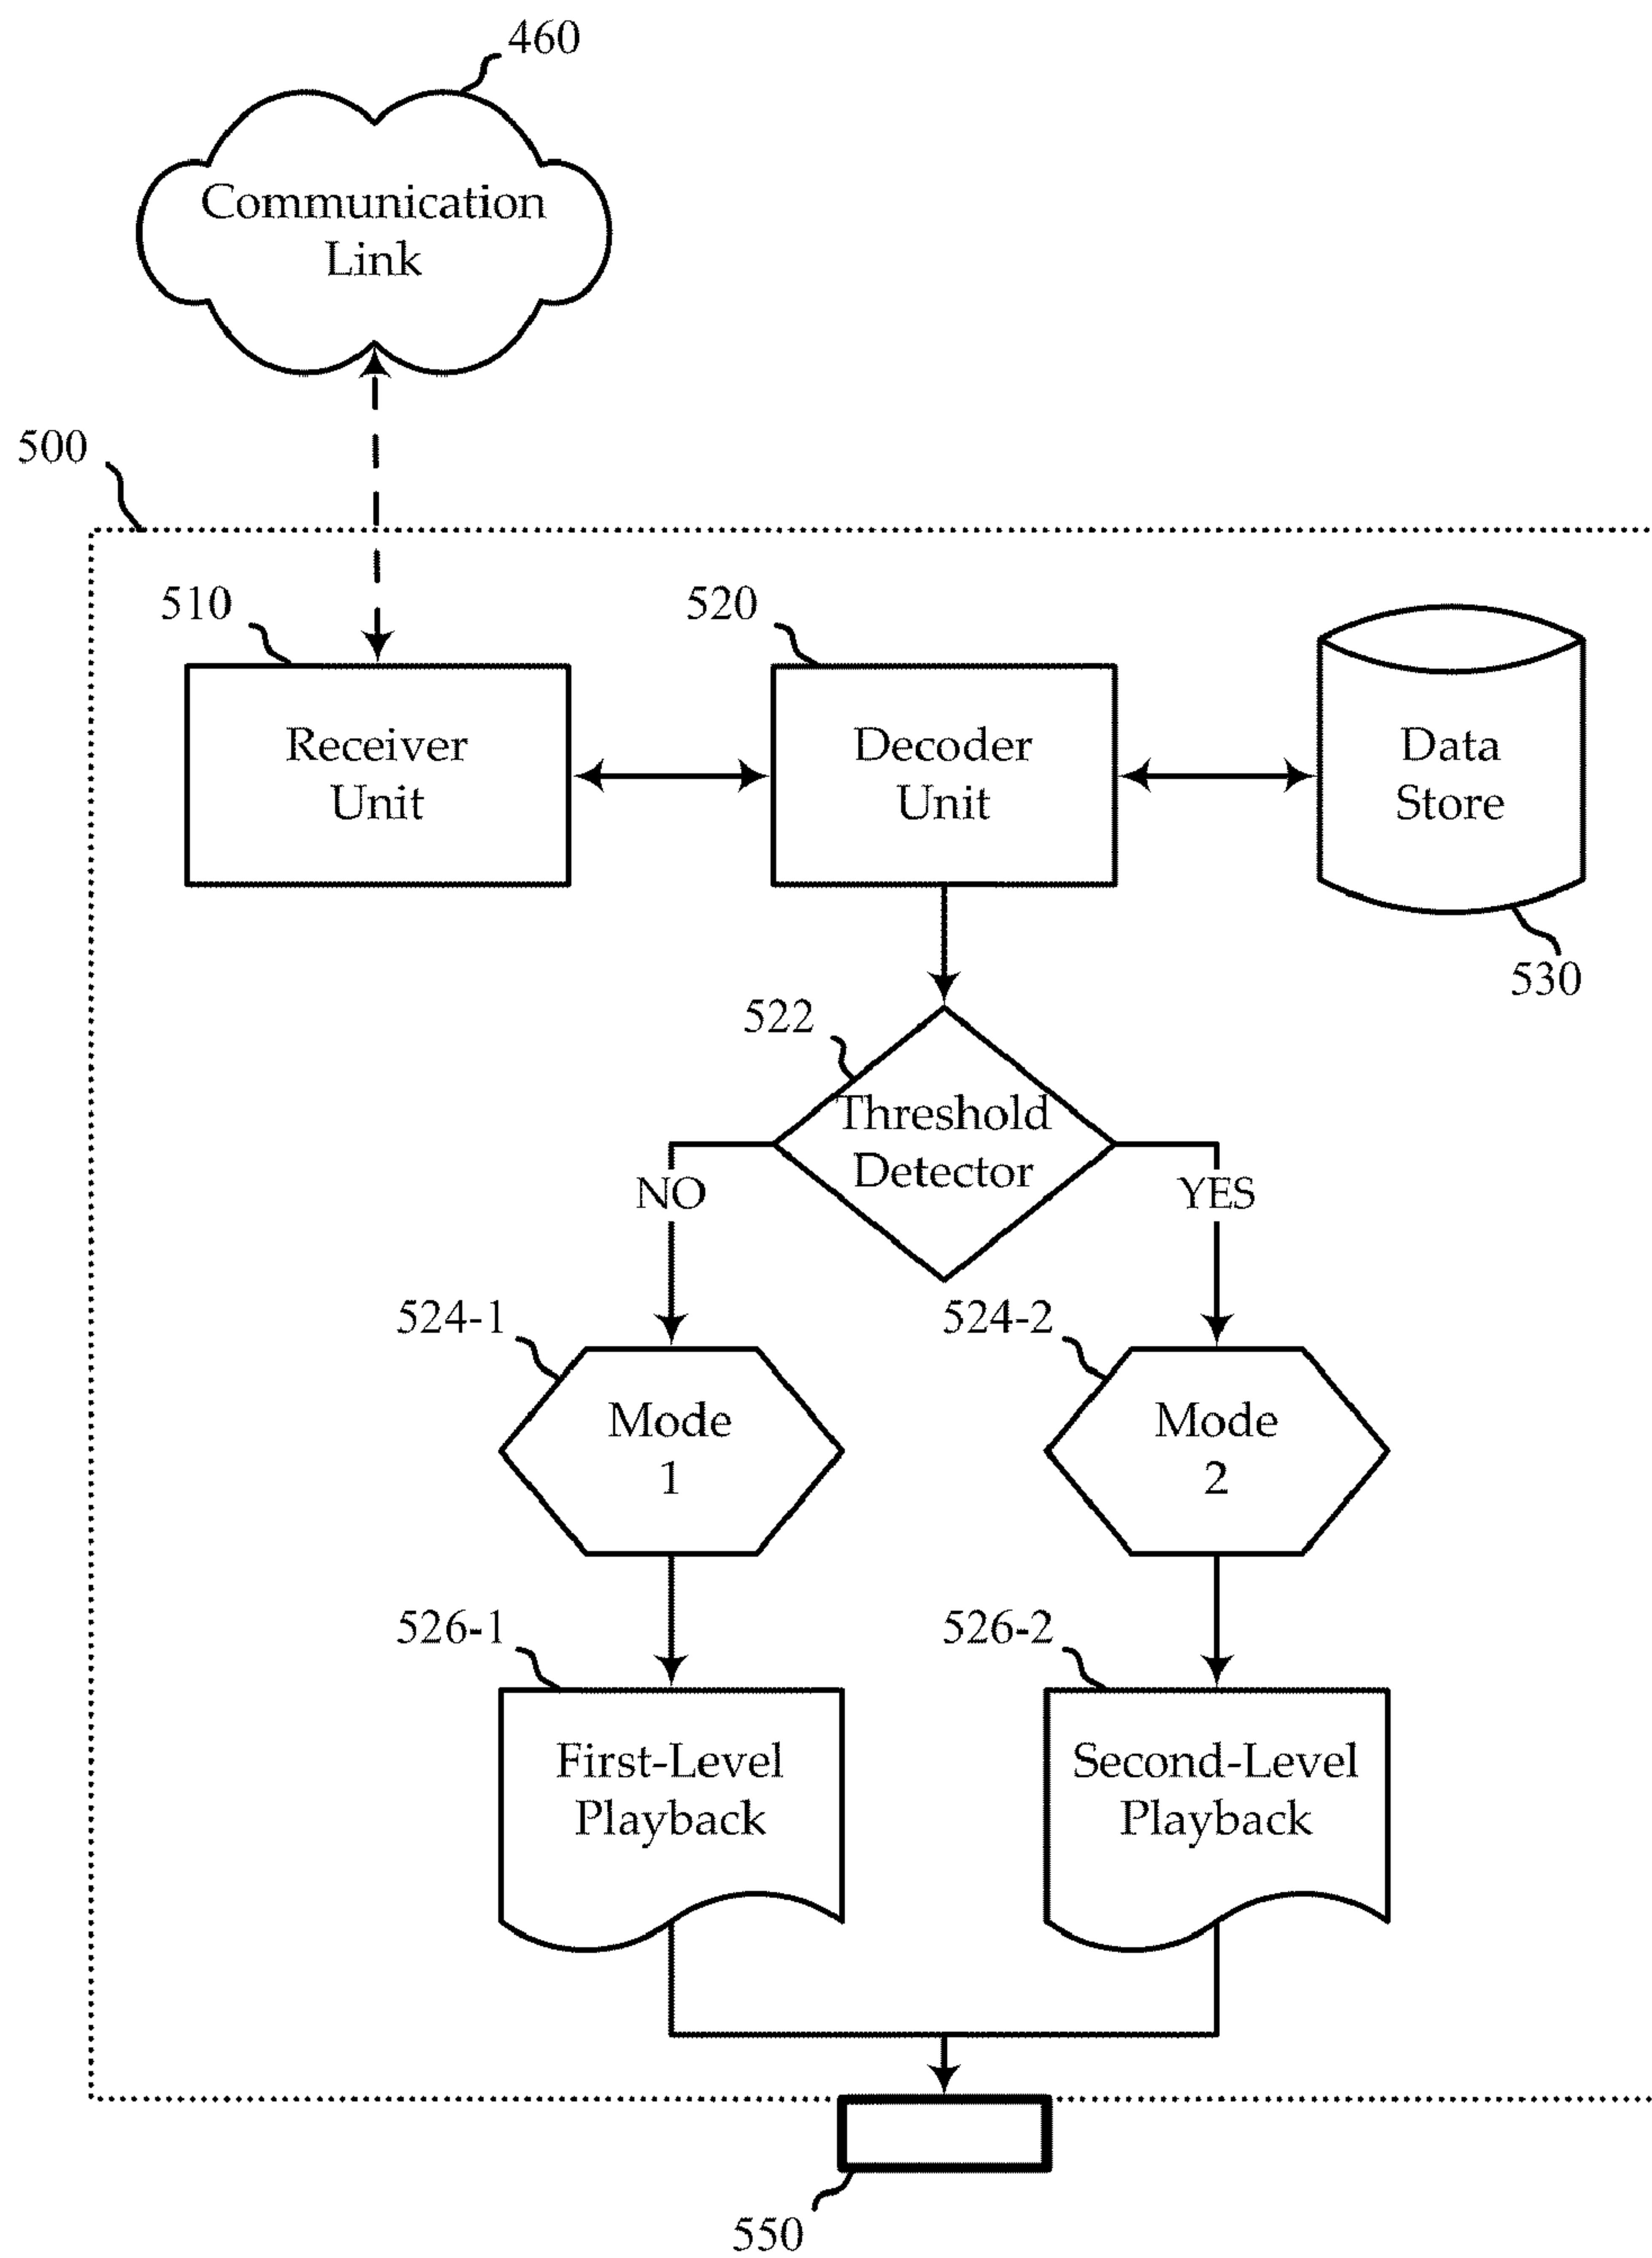 460
Communication
Link
500
510
520
Receiver
Unit
Decoder
Unit
Data
Store
530
522
Threshold
Detector
NO
YES
524-1
524-2
Mode
1
Mode
2
526-1
526-2
First-Level
Playback
Second-Level
Playback
550